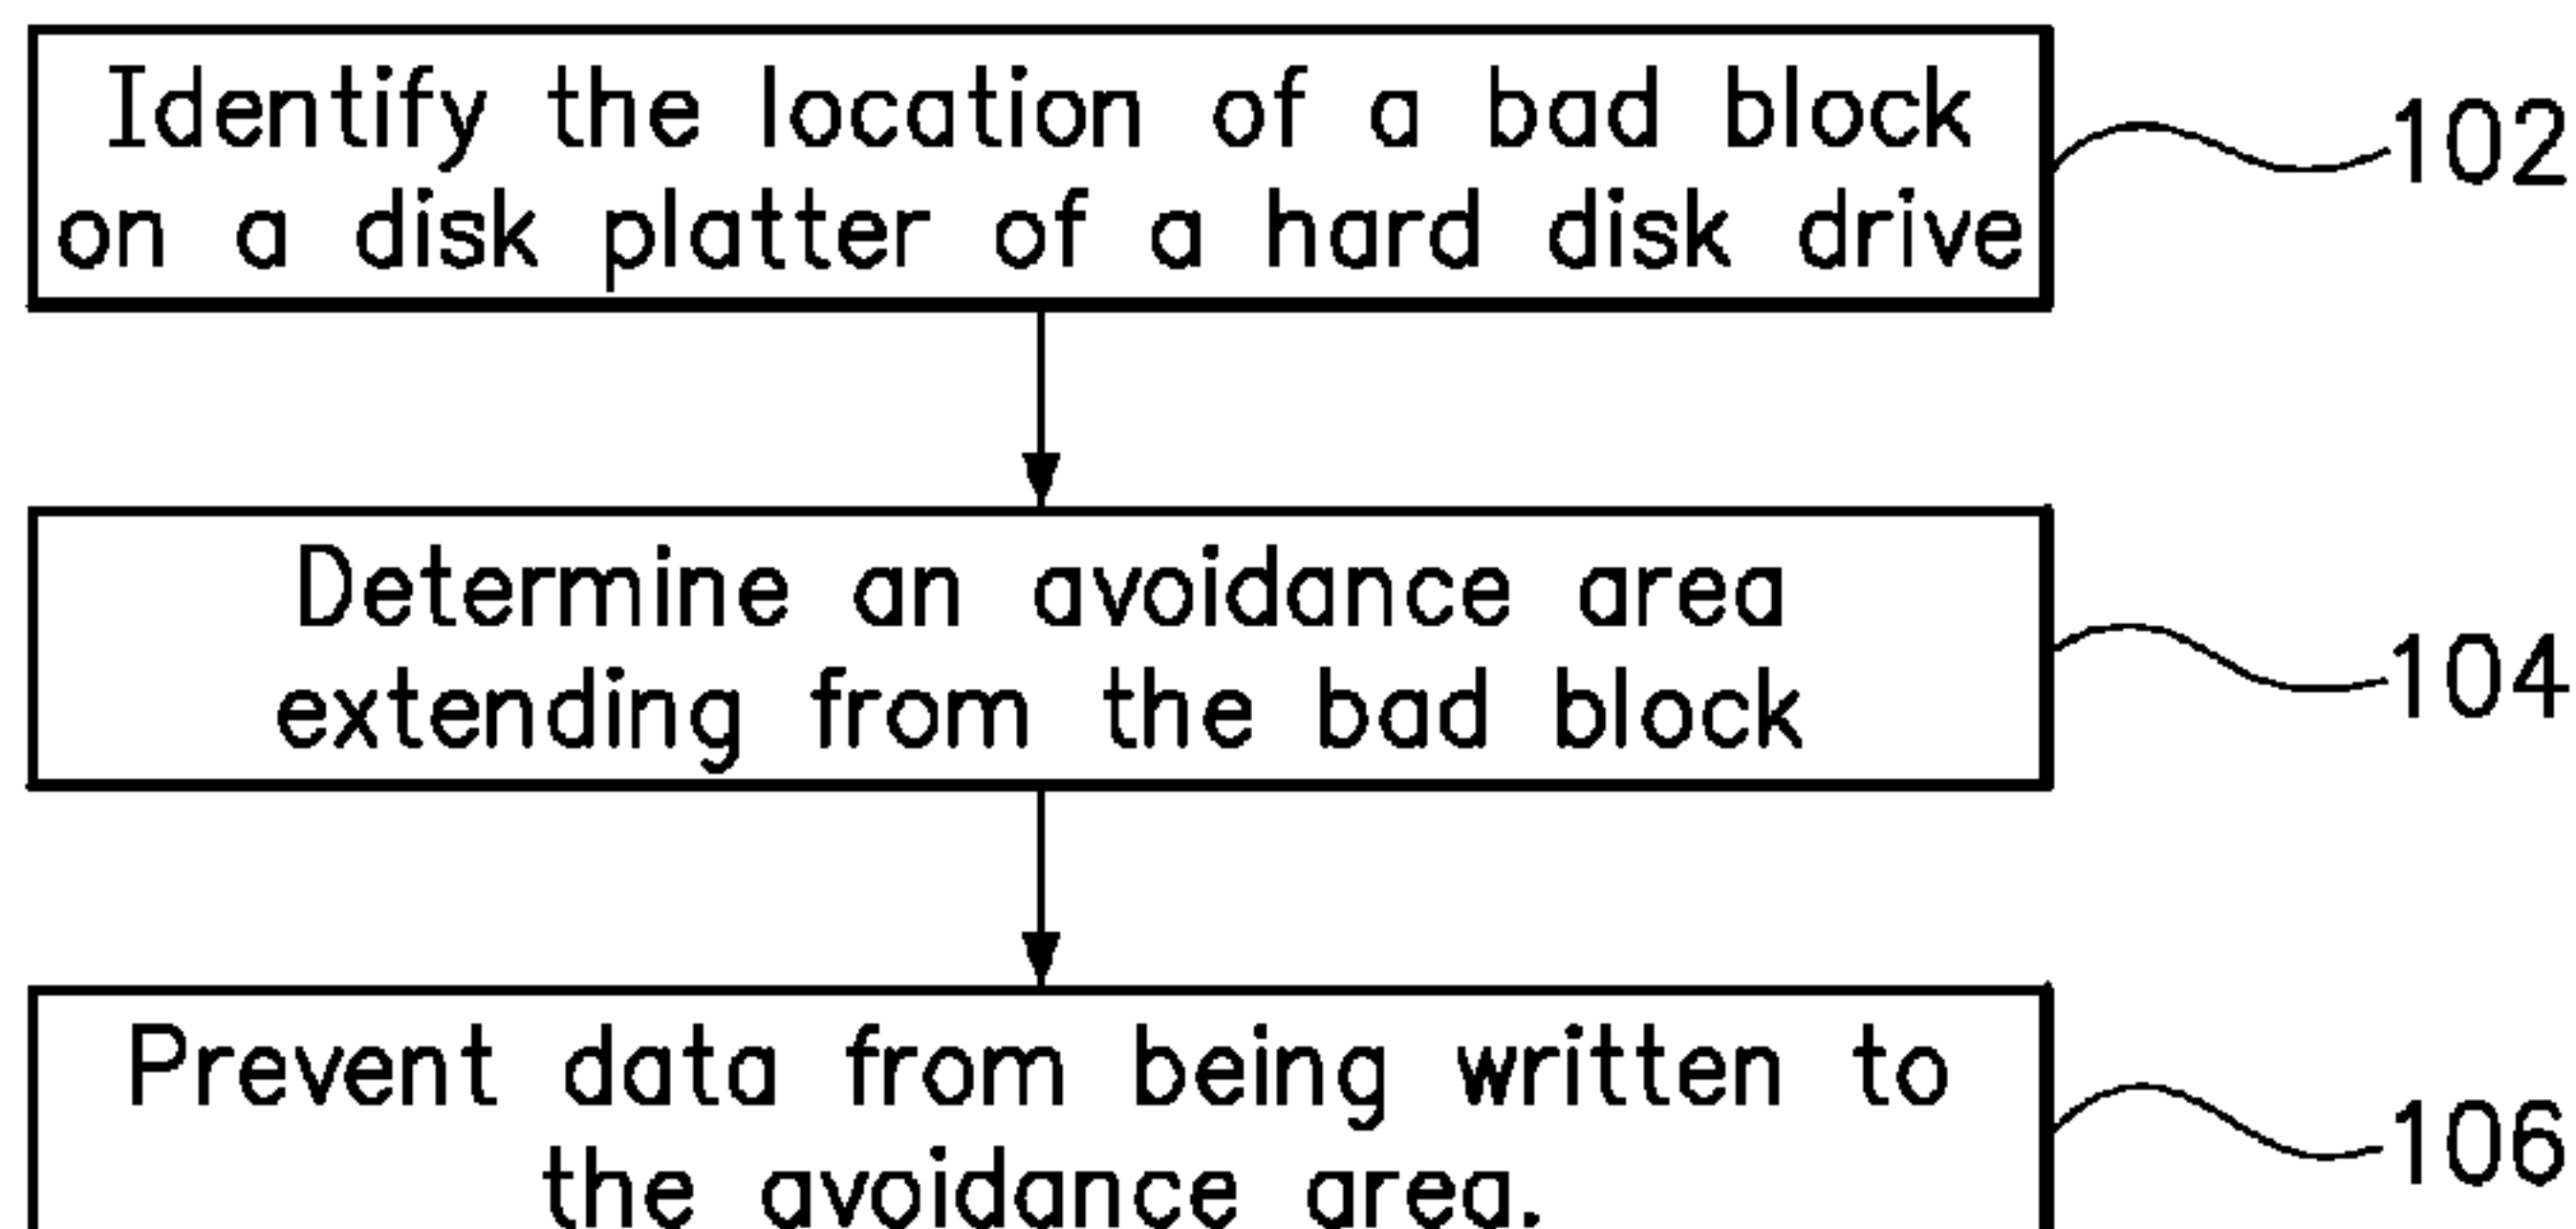 Identify the location of a bad block
on a disk platter of a hard disk drive
102
Determine an avoidance area
extending from the bad block
104
Prevent data from being written to
the avoidance area.
106